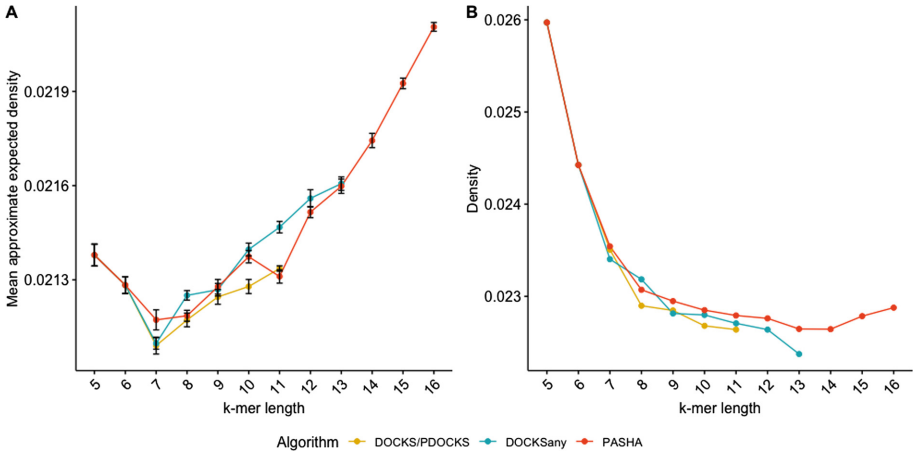 A
Mean approximate expected density
0.0219
0.0216
0.0213
5 6 7 8 9 10 11 12 13 14 15 16
k-mer length
B
Density
0.026
0.025
0.024
0.023
5 6 7 8 9 10 11 12 13 14 15 16
k-mer length
Algorithm DOCKS/PDOCKS DOCKSany PASHA